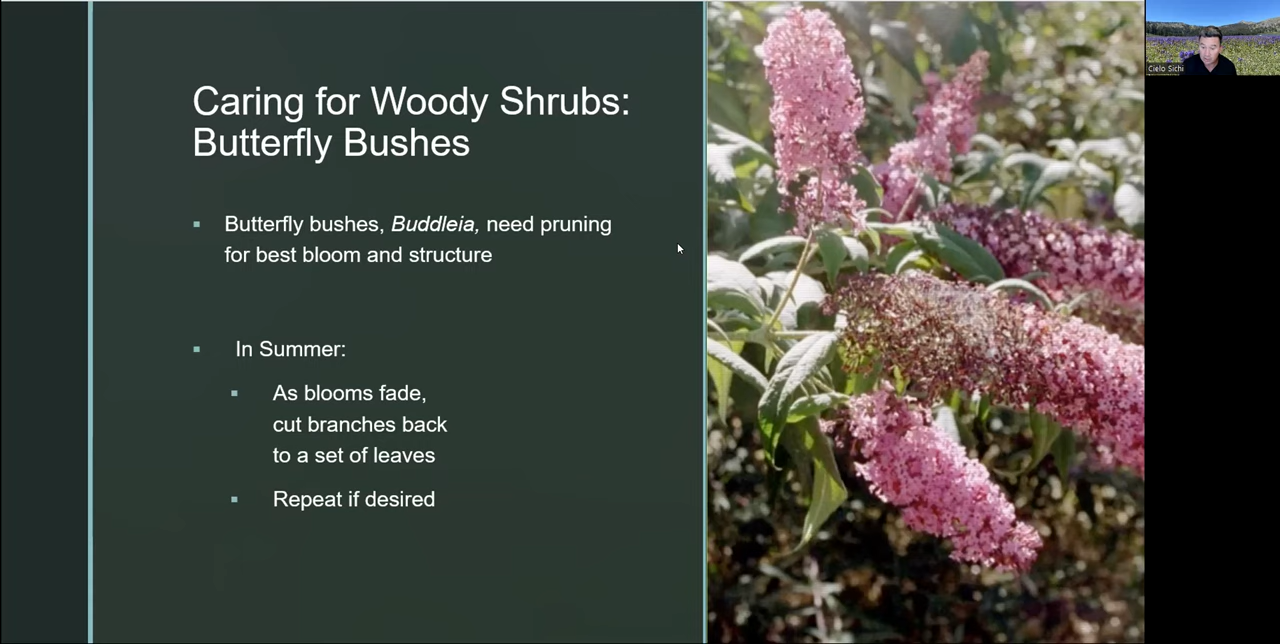 Caring for Woody Shrubs:
Butterfly Bushes
Butterfly bushes, Buddleia, need pruning
for best bloom and structure
In Summer:
As blooms fade,
cut branches back
to a set of leaves
Repeat if desired
Cielo Sichi